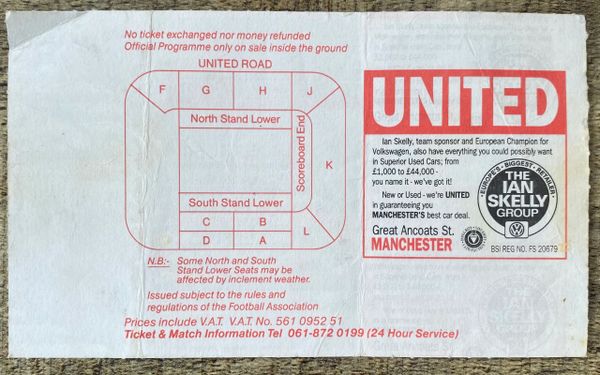 No ticket exchanged nor money refunded
Official Programme only on sale inside the ground
UNITED ROAD
F
G
H
J
North Stand Lower
Scoreboard End
K
South Stand Lower
C
B
D
A
L
N.B:- Some North and South
Stand Lower Seats may be
affected by inclement weather.
Issued subject to the rules and
regulations of the Football Association
Prices include V.A.T. V.A.T. No. 561 0952 51
Ticket & Match Information Tel 061-872 0199 (24 Hour Service)
UNITED
Ian Skelly, team sponsor and European Champion for
Volkswagen, also have everything you could possibly want
in Superior Used Cars; from
£1,000 to £44,000 -
you name it - we've got it!
New or Used - we're UNITED
in guaranteeing you
MANCHESTER'S best car deal.
Great Ancoats St.
MANCHESTER
EUROPE'S BIGGEST RETAILER
THE
IAN
SKELLY
GROUP
BSI REG NO. FS 20679